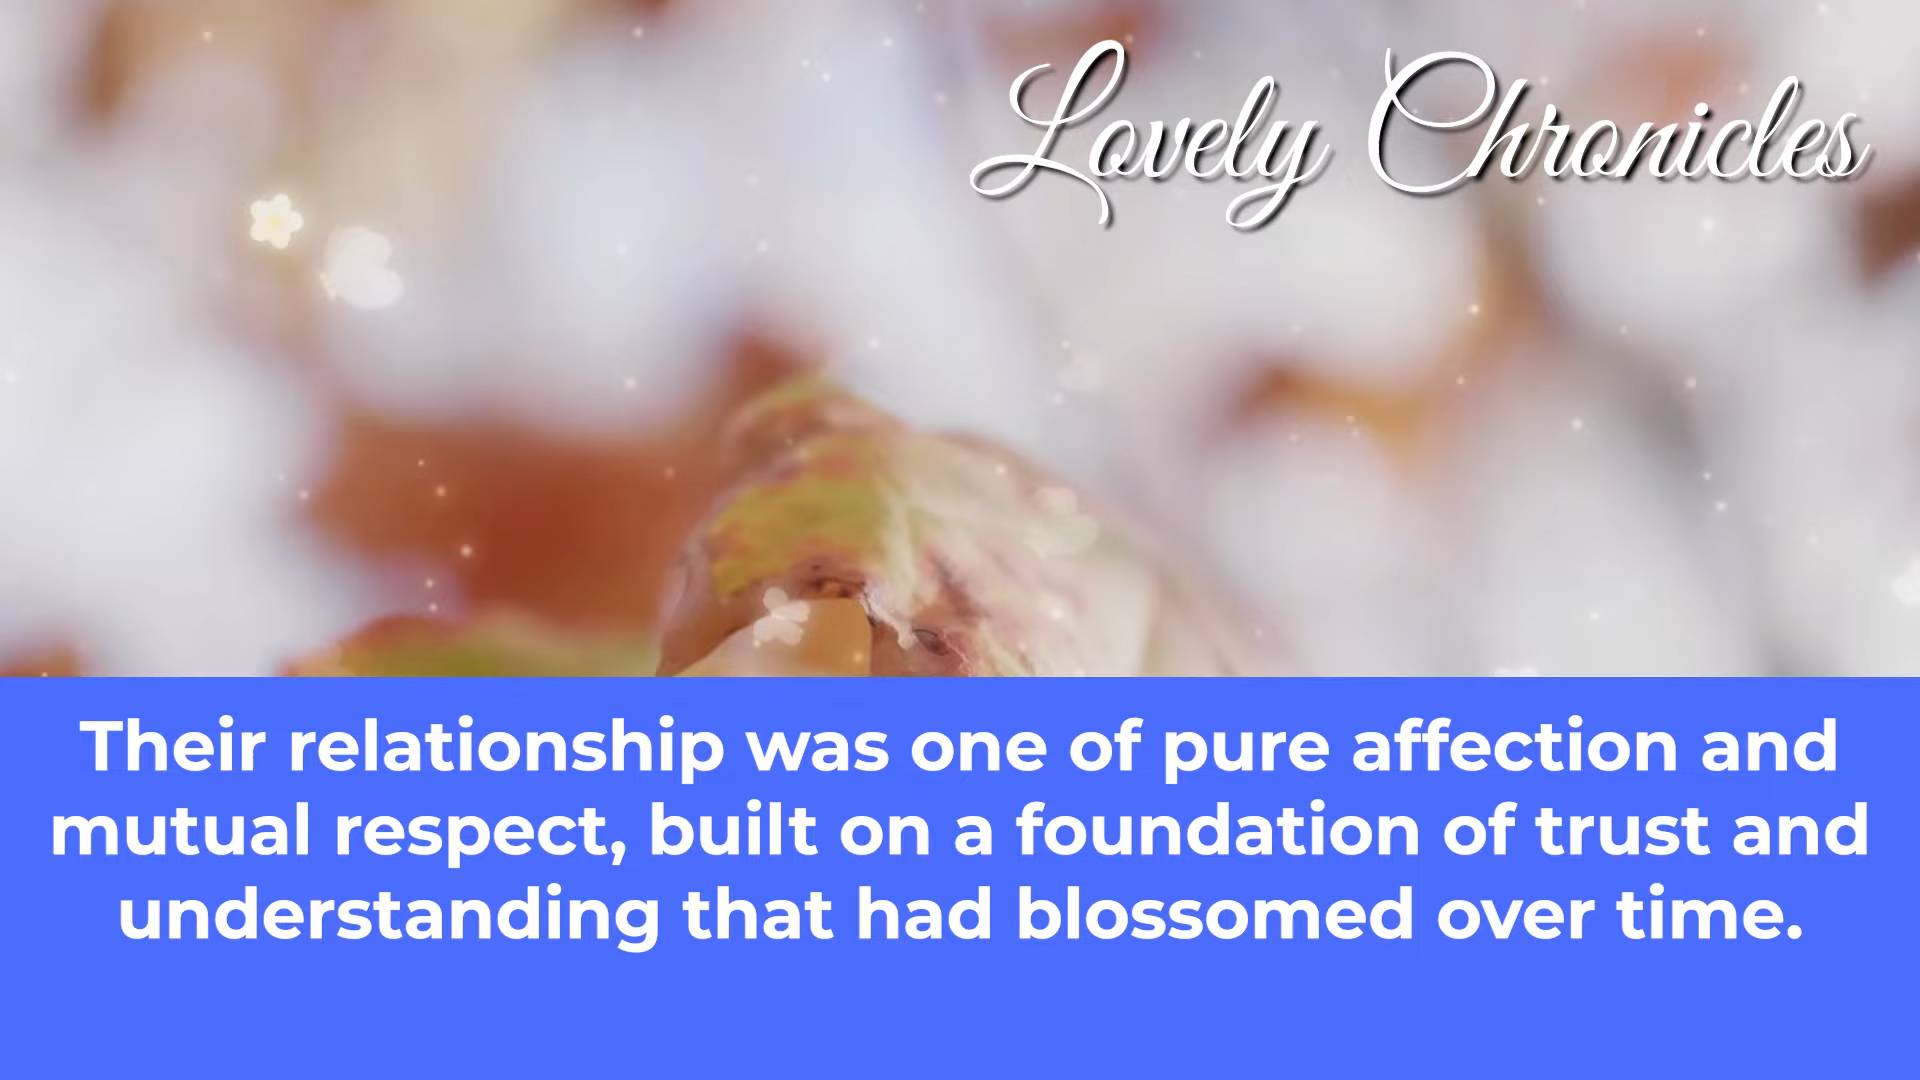 Lovely Chronicles
Their relationship was one of pure affection and
mutual respect, built on a foundation of trust and
understanding that had blossomed over time.